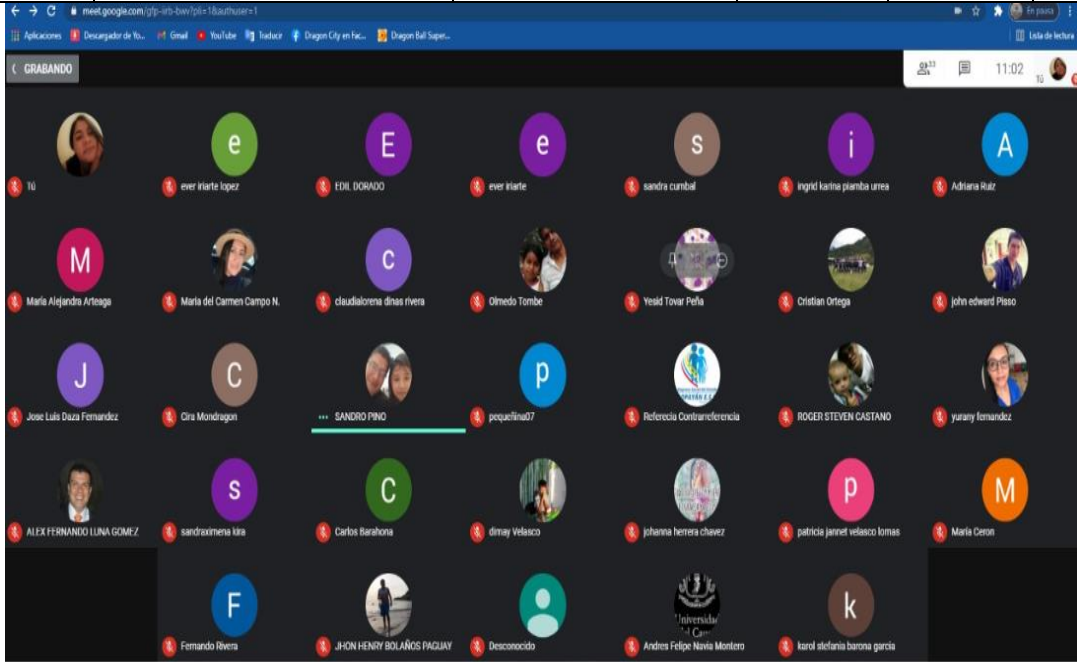 meet.google.com/gfp-iirb-bwv?pli=1&authuser=1
En pausa
Aplicaciones Descargador de Yo... Gmail YouTube Traducir Dragon City en Fac... Dragon Ball Super... Lista de lectura
GRABANDO 33 11:02 Tú
e E e s i A
Tú ever iriarte lopez EDIL DORADO ever iriarte sandra cumbal ingrid karina piamba urrea Adriana Ruiz
M c
María Alejandra Arteaga Maria del Carmen Campo N. claudialorena dinas rivera Olmedo Tombe Yesid Tovar Peña Cristian Ortega john edward Pisso
J C p
Jose Luis Daza Fernandez Cira Mondragon SANDRO PINO pequeñina07 Referecia Contrarreferencia ROGER STEVEN CASTANO yurany fernandez
s C p M
ALEX FERNANDO LUNA GOMEZ sandraximena kira Carlos Barahona dimay Velasco johanna herrera chavez patricia jannet velasco lomas María Ceron
F Universidad k
Fernando Rivera JHON HENRY BOLAÑOS PAGUAY Desconocido Andres Felipe Navia Montero karol stefania barona garcia